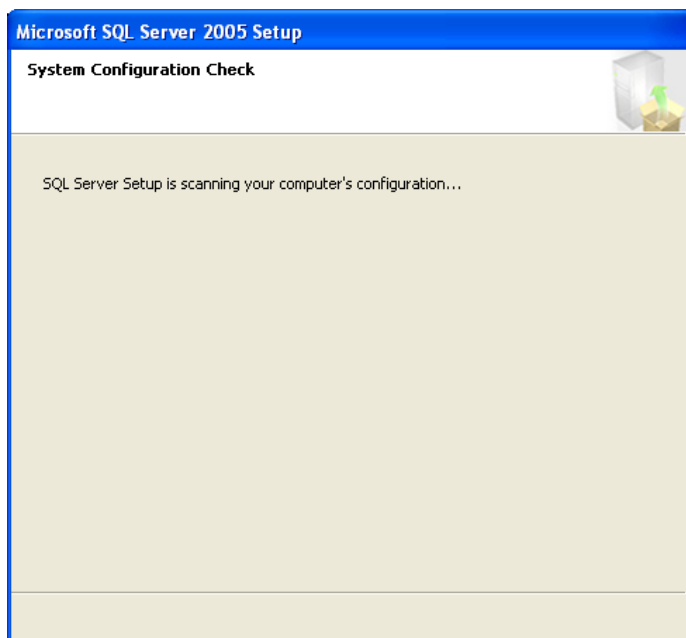 Microsoft SQL Server 2005 Setup
System Configuration Check
SQL Server Setup is scanning your computer's configuration...